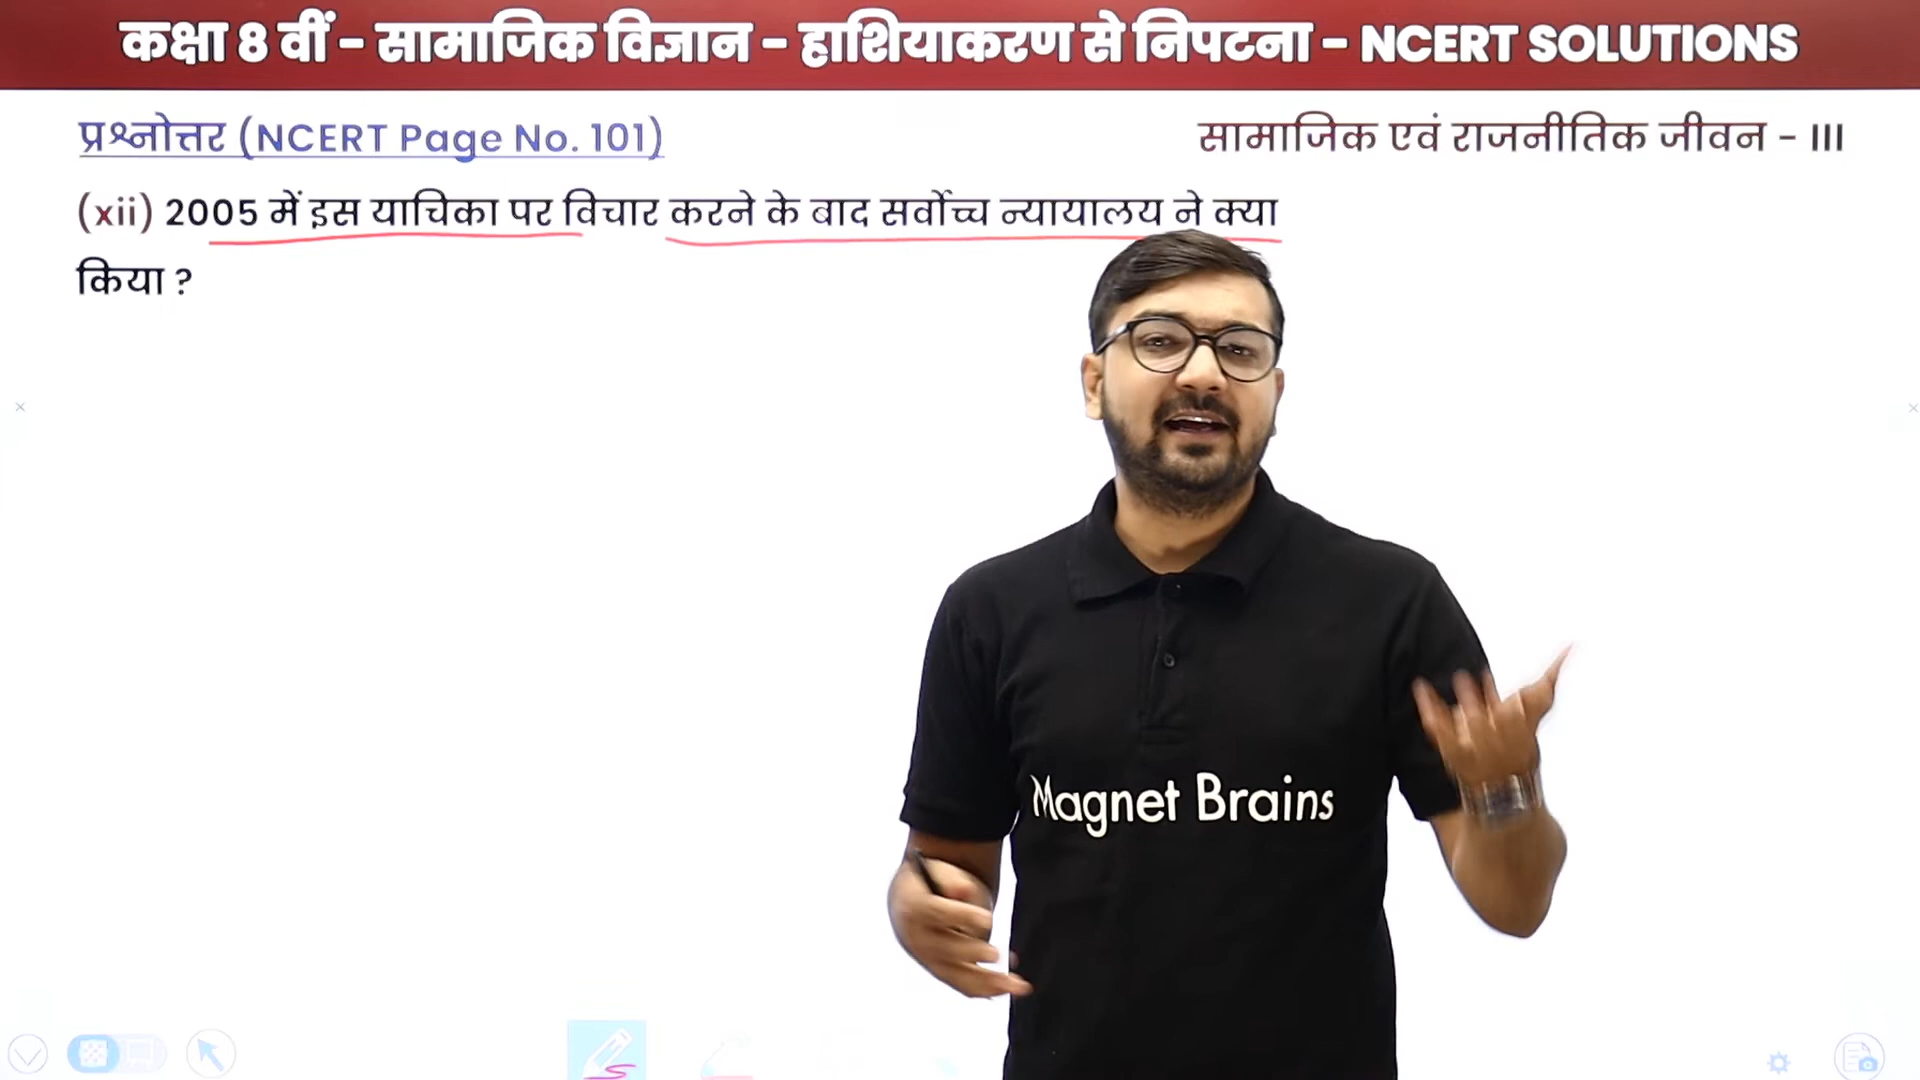 कक्षा 8 वीं - सामाजिक विज्ञान - हाशियाकरण से निपटना - NCERT SOLUTIONS
प्रश्नोत्तर (NCERT Page No. 101)
सामाजिक एवं राजनीतिक जीवन - III
(xii) 2005 में इस याचिका पर विचार करने के बाद सर्वोच्च न्यायालय ने क्या
किया ?
Magnet Brains